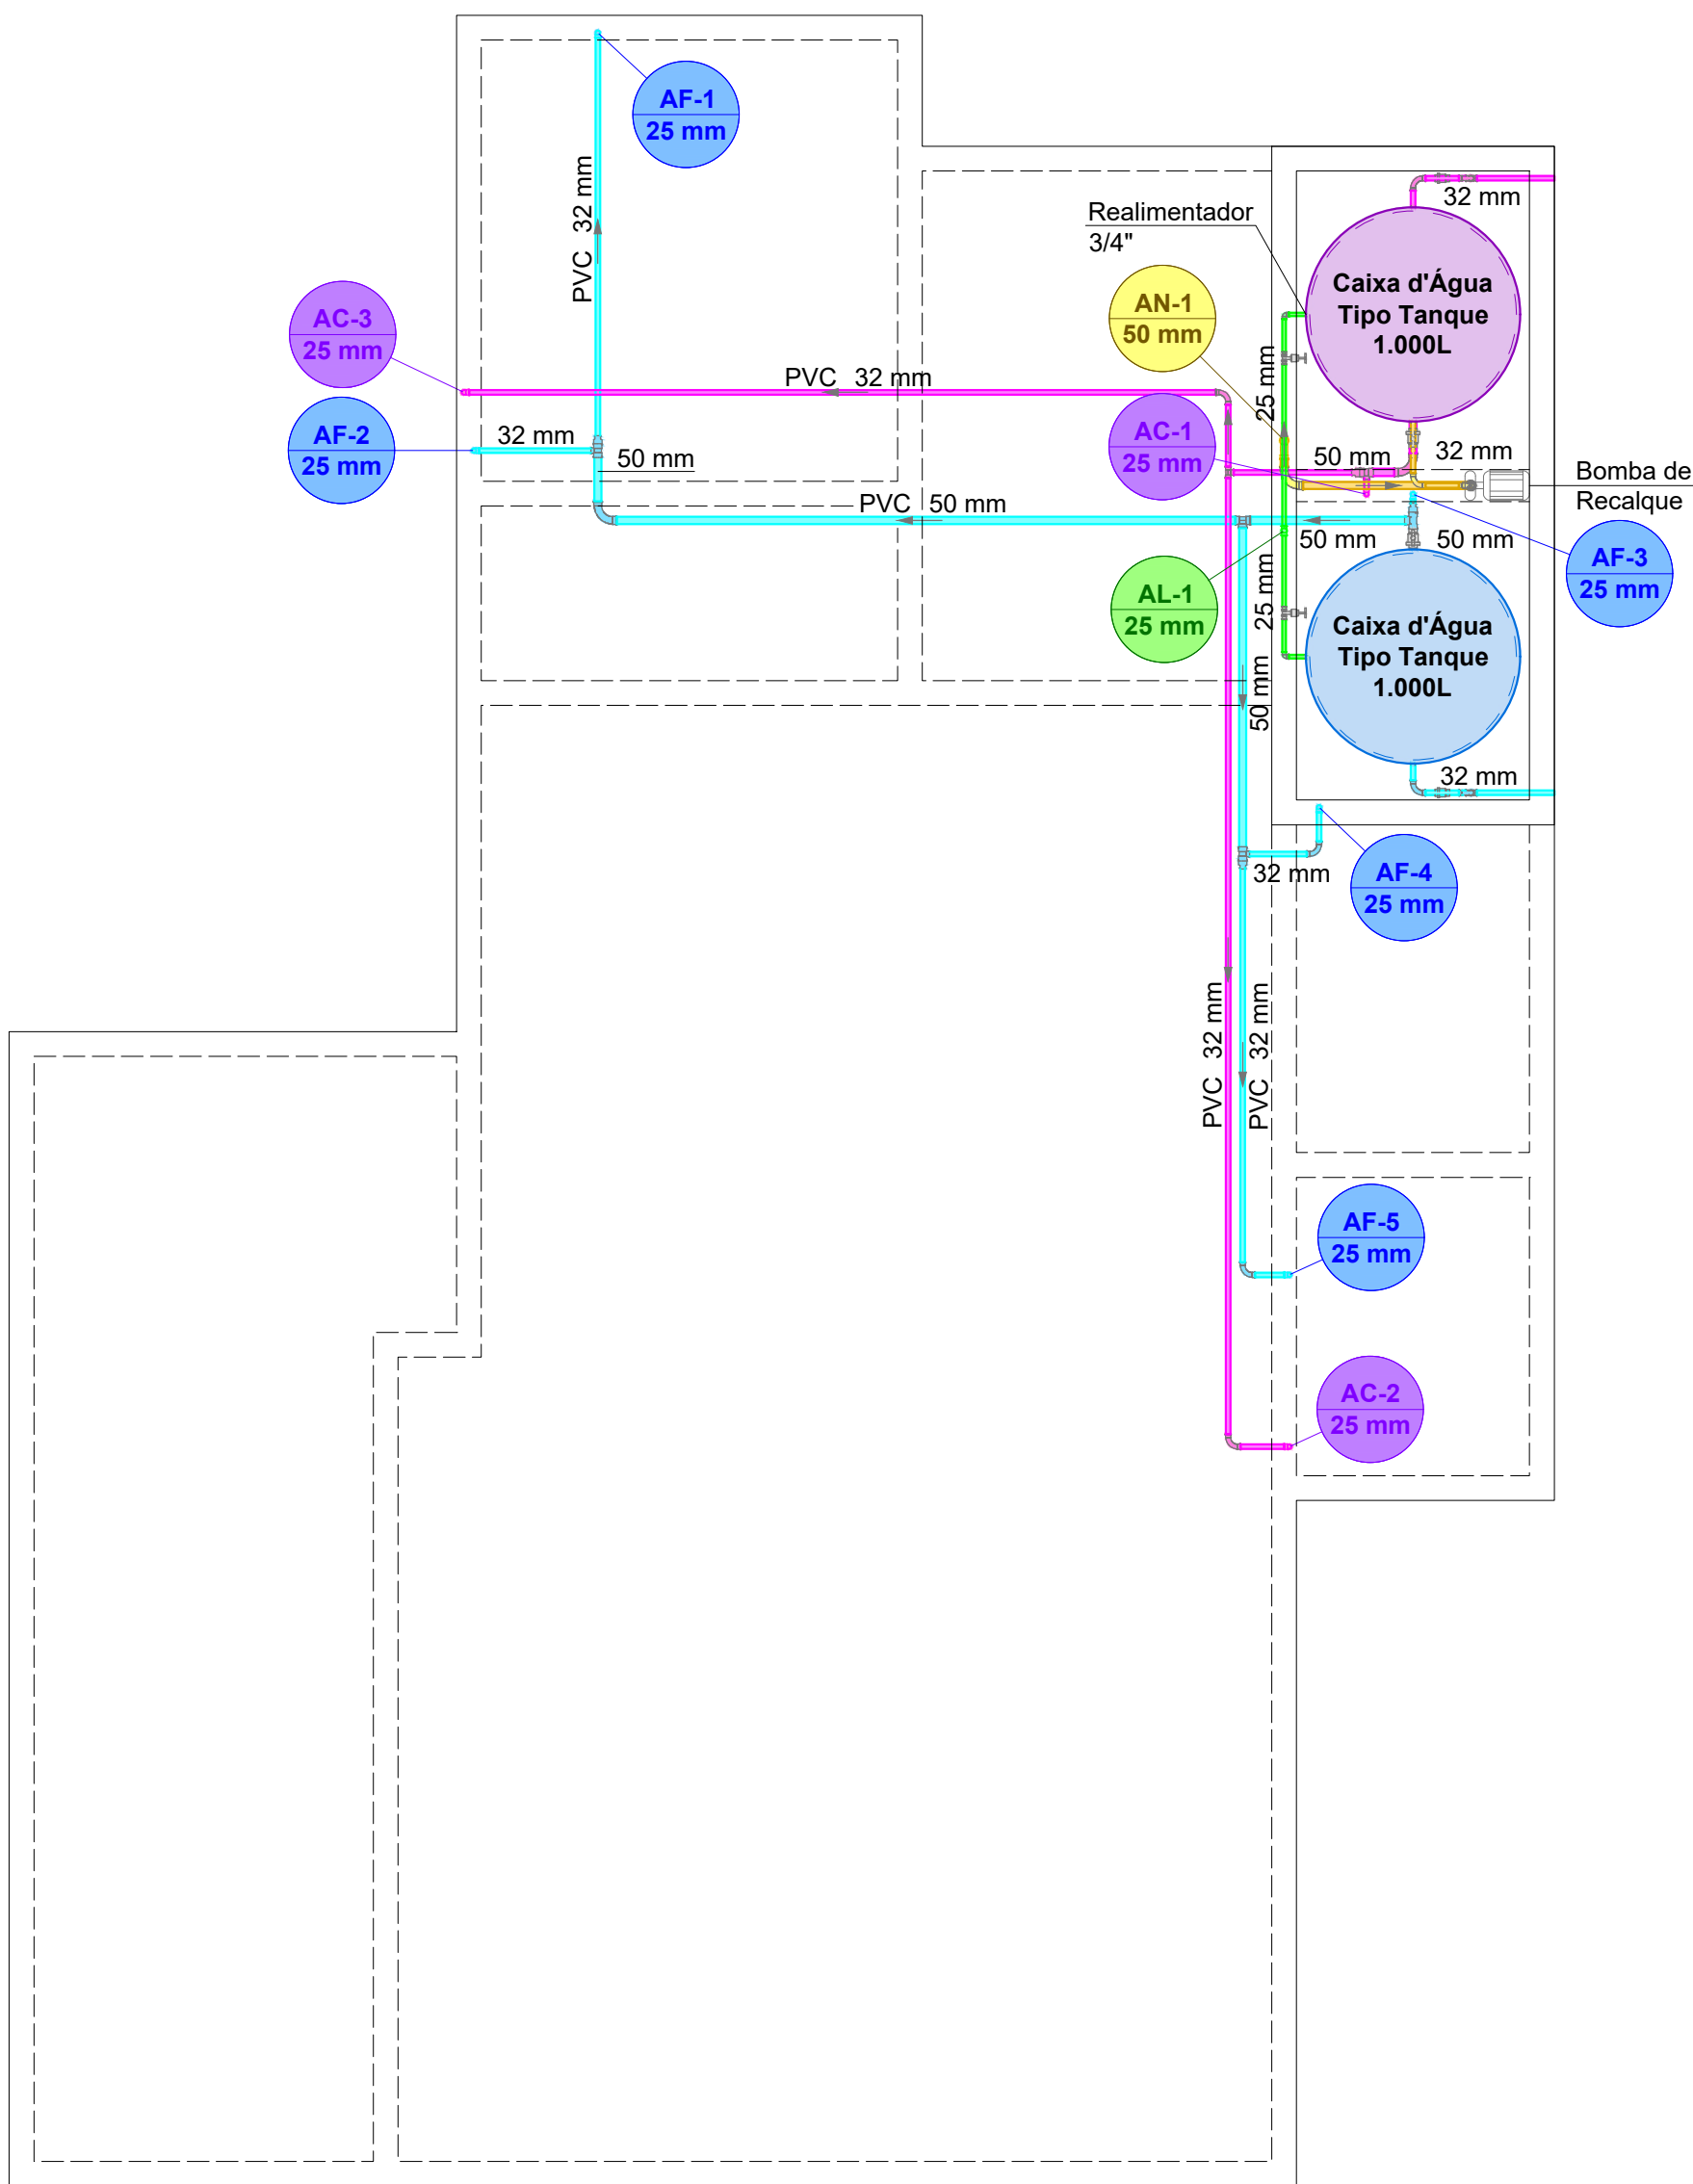 AF-1
25 mm
PVC 32 mm
32 mm
Realimentador
3/4"
Caixa d'Água
Tipo Tanque
1.000L
AN-1
50 mm
AC-3
25 mm
PVC 32 mm
25 mm
AC-1
25 mm
AF-2
25 mm
32 mm
50 mm
50 mm
32 mm
Bomba de
Recalque
PVC 50 mm
50 mm
50 mm
AF-3
25 mm
AL-1
25 mm
25 mm
Caixa d'Água
Tipo Tanque
1.000L
50 mm
32 mm
32 mm
AF-4
25 mm
PVC 32 mm
PVC 32 mm
AF-5
25 mm
AC-2
25 mm